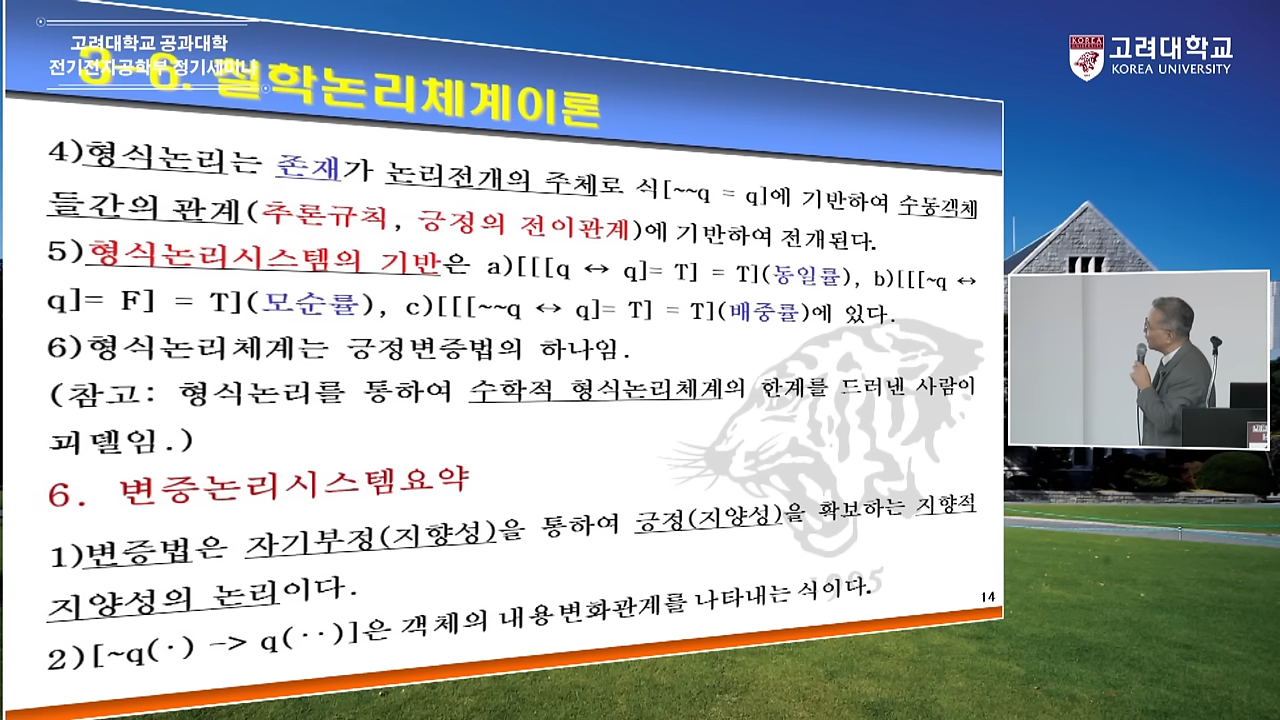 고려대학교 공과대학
전기전자공학부 정기세미나
3-6. 철학논리체계이론
고려대학교
KOREA UNIVERSITY
4)형식논리는 존재가 논리전개의 주체로 식[~~q = q]에 기반하여 수동객체
들간의 관계(추론규칙, 긍정의 전이관계)에 기반하여 전개된다.
5)형식논리시스템의 기반은 a)[[[q ↔ q]= T] = T](동일률), b)[[[~q ↔
q]= F] = T](모순률), c)[[[~~q ↔ q]= T] = T](배중률)에 있다.
6)형식논리체계는 긍정변증법의 하나임.
(참고: 형식논리를 통하여 수학적 형식논리체계의 한계를 드러낸 사람이
괴델임.)
6. 변증논리시스템요약
1)변증법은 자기부정(지향성)을 통하여 긍정(지양성)을 확보하는 지향적
지양성의 논리이다.
2)[~q(·) -> q(··)]은 객체의 내용변화관계를 나타내는 식이다.
1905
14